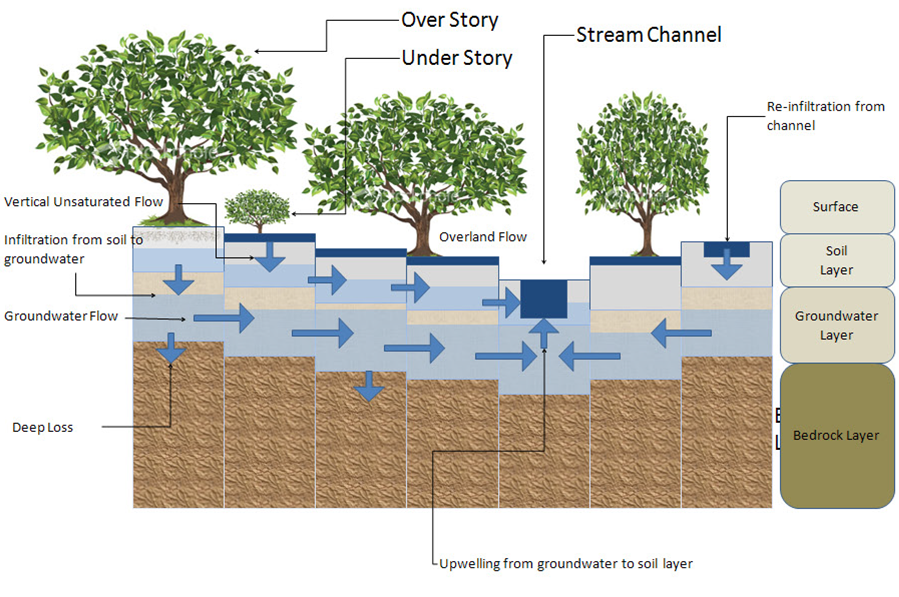 Over Story
Under Story
Stream Channel
Re-infiltration from
channel
Vertical Unsaturated Flow
Infiltration from soil to
groundwater
Overland Flow
Groundwater Flow
Deep Loss
Upwelling from groundwater to soil layer
Surface
Soil
Layer
Groundwater
Layer
Bedrock Layer